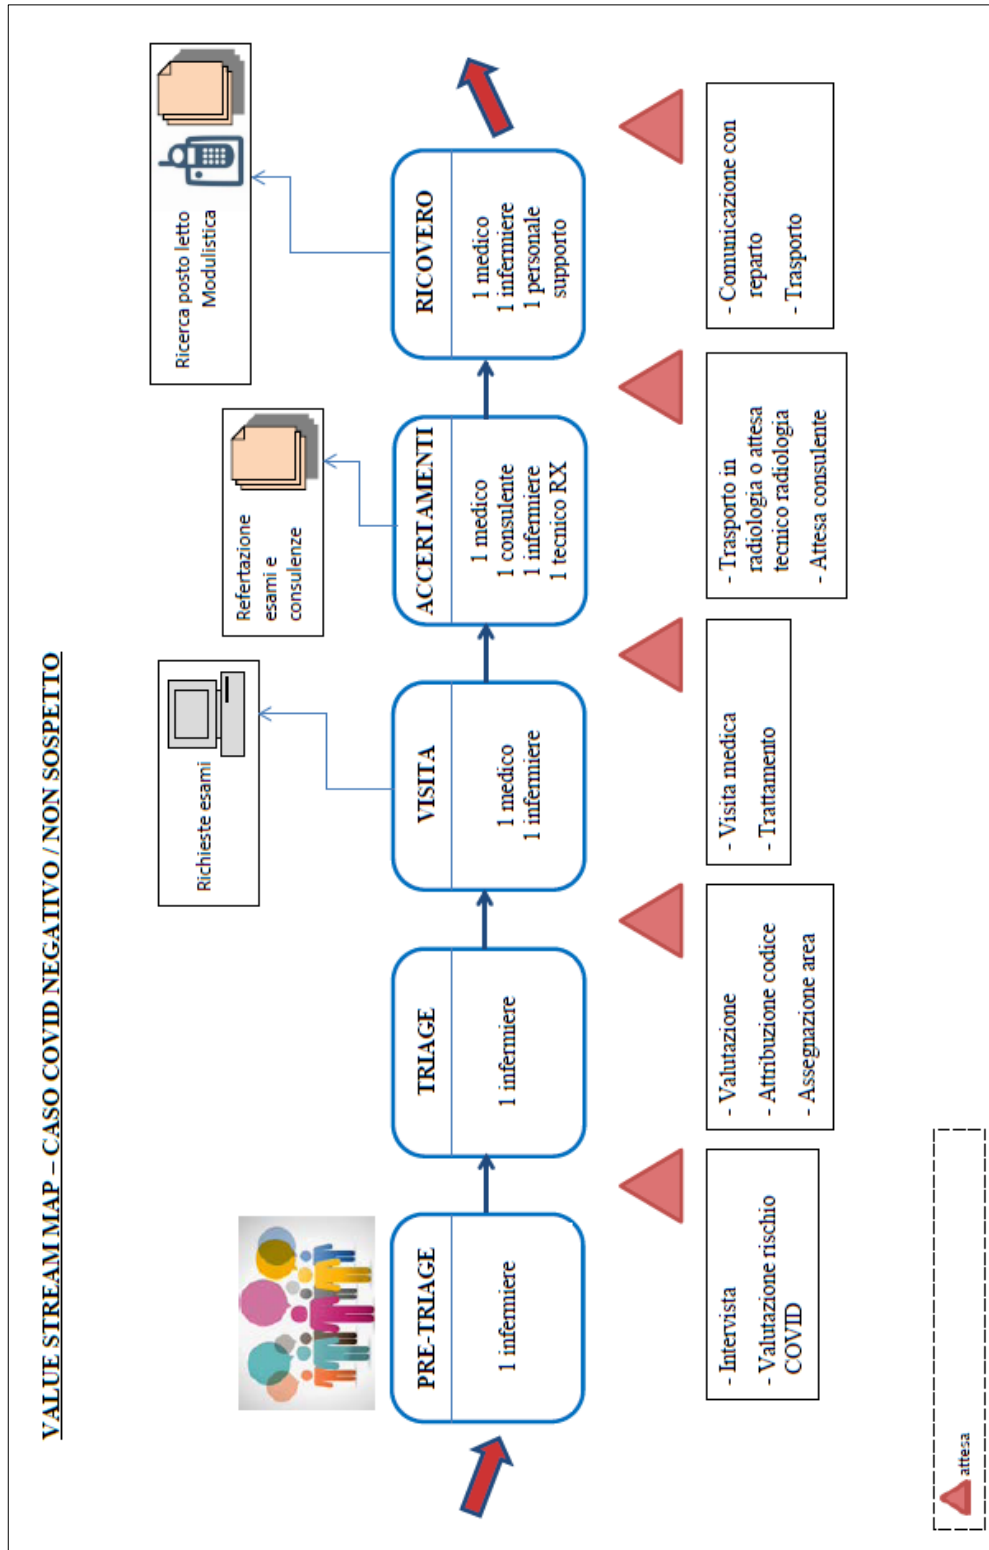 VALUE STREAM MAP – CASO COVID NEGATIVO / NON SOSPETTO
Richieste esami
Refertazione
esami e
consulenze
Ricerca posto letto
Modulistica
PRE-TRIAGE
1 infermiere
TRIAGE
1 infermiere
VISITA
1 medico
1 infermiere
ACCERTAMENTI
1 medico
1 consulente
1 infermiere
1 tecnico RX
RICOVERO
1 medico
1 infermiere
1 personale
supporto
- Intervista
- Valutazione rischio
COVID
- Valutazione
- Attribuzione codice
- Assegnazione area
- Visita medica
- Trattamento
- Trasporto in
radiologia o attesa
tecnico radiologia
- Attesa consulente
- Comunicazione con
reparto
- Trasporto
attesa